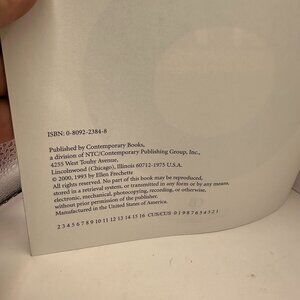 ISBN: 0-8092-2384-8
Published by Contemporary Books,
a division of NTC/Contemporary Publishing Group, Inc.,
4255 West Touhy Avenue,
Lincolnwood (Chicago), Illinois 60712-1975 U.S.A.
© 2000, 1993 by Ellen Frechette
All rights reserved. No part of this book may be reproduced,
stored in a retrieval system, or transmitted in any form or by any means,
electronic, mechanical, photocopying, recording, or otherwise,
without prior permission of the publisher.
Manufactured in the United States of America.
2 3 4 5 6 7 8 9 10 11 12 13 14 15 16 CUS/CUS 0 1 9 8 7 6 5 4 3 2 1